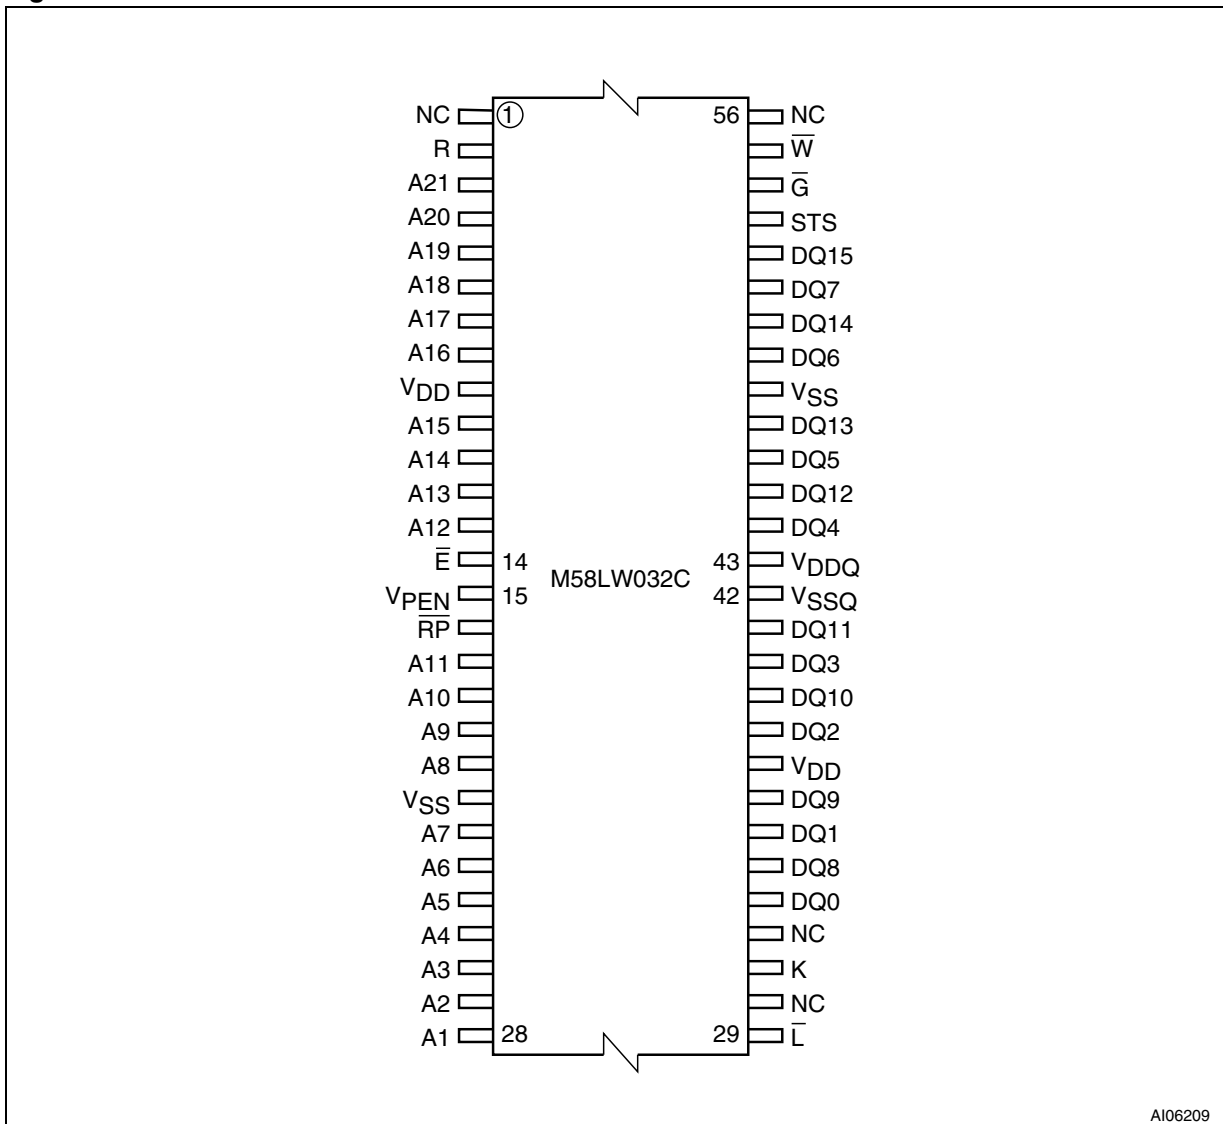 NC 1 56 NC
R W̅
A21 G̅
A20 STS
A19 DQ15
A18 DQ7
A17 DQ14
A16 DQ6
VDD VSS
A15 DQ13
A14 DQ5
A13 DQ12
A12 DQ4
E̅ 14 43 VDDQ
M58LW032C
VPEN 15 42 VSSQ
R̅P̅ DQ11
A11 DQ3
A10 DQ10
A9 DQ2
A8 VDD
VSS DQ9
A7 DQ1
A6 DQ8
A5 DQ0
A4 NC
A3 K
A2 NC
A1 28 29 L̅
AI06209